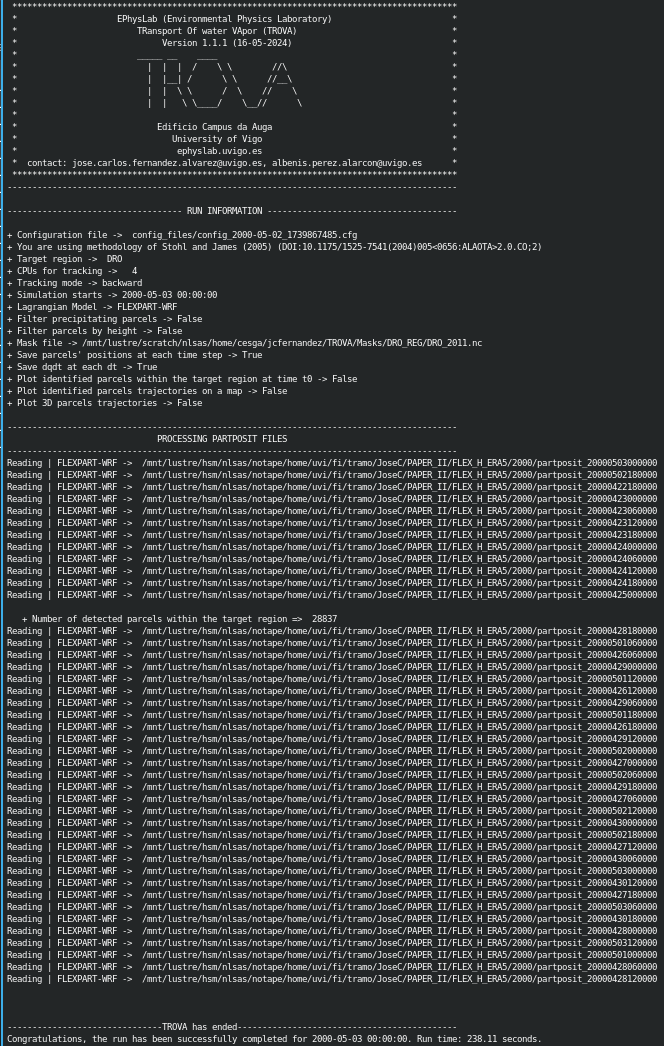 *****************************************************************************************
* EPhysLab (Environmental Physics Laboratory) *
* TRansport Of water VApor (TROVA) *
* Version 1.1.1 (16-05-2024) *
* _____ __ ____ *
* | | | / \ \ //\ *
* | |__| / \ \ //__\ *
* | | \ \ / \ // \ *
* | | \ \____/ \__// \ *
* *
* Edificio Campus da Auga *
* University of Vigo *
* ephyslab.uvigo.es *
* contact: jose.carlos.fernandez.alvarez@uvigo.es, albenis.perez.alarcon@uvigo.es *
*****************************************************************************************
------------------------------------------------------------------------------------------
----------------------------------- RUN INFORMATION --------------------------------------
+ Configuration file -> config_files/config_2000-05-02_1739867485.cfg
+ You are using methodology of Stohl and James (2005) (DOI:10.1175/1525-7541(2004)005<0656:ALAOTA>2.0.CO;2)
+ Target region -> DRO
+ CPUs for tracking -> 4
+ Tracking mode -> backward
+ Simulation starts -> 2000-05-03 00:00:00
+ Lagrangian Model -> FLEXPART-WRF
+ Filter precipitating parcels -> False
+ Filter parcels by height -> False
+ Mask file -> /mnt/lustre/scratch/nlsas/home/cesga/jcfernandez/TROVA/Masks/DRO_REG/DRO_2011.nc
+ Save parcels' positions at each time step -> True
+ Save dqdt at each dt -> True
+ Plot identified parcels within the target region at time t0 -> False
+ Plot identified parcels trajectories on a map -> False
+ Plot 3D parcels trajectories -> False
------------------------------------------------------------------------------------------
PROCESSING PARTPOSIT FILES
------------------------------------------------------------------------------------------
Reading | FLEXPART-WRF -> /mnt/lustre/hsm/nlsas/notape/home/uvi/fi/tramo/JoseC/PAPER_II/FLEX_H_ERA5/2000/partposit_20000503000000
Reading | FLEXPART-WRF -> /mnt/lustre/hsm/nlsas/notape/home/uvi/fi/tramo/JoseC/PAPER_II/FLEX_H_ERA5/2000/partposit_20000502180000
Reading | FLEXPART-WRF -> /mnt/lustre/hsm/nlsas/notape/home/uvi/fi/tramo/JoseC/PAPER_II/FLEX_H_ERA5/2000/partposit_20000422180000
Reading | FLEXPART-WRF -> /mnt/lustre/hsm/nlsas/notape/home/uvi/fi/tramo/JoseC/PAPER_II/FLEX_H_ERA5/2000/partposit_20000423000000
Reading | FLEXPART-WRF -> /mnt/lustre/hsm/nlsas/notape/home/uvi/fi/tramo/JoseC/PAPER_II/FLEX_H_ERA5/2000/partposit_20000423060000
Reading | FLEXPART-WRF -> /mnt/lustre/hsm/nlsas/notape/home/uvi/fi/tramo/JoseC/PAPER_II/FLEX_H_ERA5/2000/partposit_20000423120000
Reading | FLEXPART-WRF -> /mnt/lustre/hsm/nlsas/notape/home/uvi/fi/tramo/JoseC/PAPER_II/FLEX_H_ERA5/2000/partposit_20000423180000
Reading | FLEXPART-WRF -> /mnt/lustre/hsm/nlsas/notape/home/uvi/fi/tramo/JoseC/PAPER_II/FLEX_H_ERA5/2000/partposit_20000424000000
Reading | FLEXPART-WRF -> /mnt/lustre/hsm/nlsas/notape/home/uvi/fi/tramo/JoseC/PAPER_II/FLEX_H_ERA5/2000/partposit_20000424060000
Reading | FLEXPART-WRF -> /mnt/lustre/hsm/nlsas/notape/home/uvi/fi/tramo/JoseC/PAPER_II/FLEX_H_ERA5/2000/partposit_20000424120000
Reading | FLEXPART-WRF -> /mnt/lustre/hsm/nlsas/notape/home/uvi/fi/tramo/JoseC/PAPER_II/FLEX_H_ERA5/2000/partposit_20000424180000
Reading | FLEXPART-WRF -> /mnt/lustre/hsm/nlsas/notape/home/uvi/fi/tramo/JoseC/PAPER_II/FLEX_H_ERA5/2000/partposit_20000425000000
+ Number of detected parcels within the target region => 28837
Reading | FLEXPART-WRF -> /mnt/lustre/hsm/nlsas/notape/home/uvi/fi/tramo/JoseC/PAPER_II/FLEX_H_ERA5/2000/partposit_20000428180000
Reading | FLEXPART-WRF -> /mnt/lustre/hsm/nlsas/notape/home/uvi/fi/tramo/JoseC/PAPER_II/FLEX_H_ERA5/2000/partposit_20000501060000
Reading | FLEXPART-WRF -> /mnt/lustre/hsm/nlsas/notape/home/uvi/fi/tramo/JoseC/PAPER_II/FLEX_H_ERA5/2000/partposit_20000426060000
Reading | FLEXPART-WRF -> /mnt/lustre/hsm/nlsas/notape/home/uvi/fi/tramo/JoseC/PAPER_II/FLEX_H_ERA5/2000/partposit_20000429000000
Reading | FLEXPART-WRF -> /mnt/lustre/hsm/nlsas/notape/home/uvi/fi/tramo/JoseC/PAPER_II/FLEX_H_ERA5/2000/partposit_20000501120000
Reading | FLEXPART-WRF -> /mnt/lustre/hsm/nlsas/notape/home/uvi/fi/tramo/JoseC/PAPER_II/FLEX_H_ERA5/2000/partposit_20000426120000
Reading | FLEXPART-WRF -> /mnt/lustre/hsm/nlsas/notape/home/uvi/fi/tramo/JoseC/PAPER_II/FLEX_H_ERA5/2000/partposit_20000429060000
Reading | FLEXPART-WRF -> /mnt/lustre/hsm/nlsas/notape/home/uvi/fi/tramo/JoseC/PAPER_II/FLEX_H_ERA5/2000/partposit_20000501180000
Reading | FLEXPART-WRF -> /mnt/lustre/hsm/nlsas/notape/home/uvi/fi/tramo/JoseC/PAPER_II/FLEX_H_ERA5/2000/partposit_20000426180000
Reading | FLEXPART-WRF -> /mnt/lustre/hsm/nlsas/notape/home/uvi/fi/tramo/JoseC/PAPER_II/FLEX_H_ERA5/2000/partposit_20000429120000
Reading | FLEXPART-WRF -> /mnt/lustre/hsm/nlsas/notape/home/uvi/fi/tramo/JoseC/PAPER_II/FLEX_H_ERA5/2000/partposit_20000502000000
Reading | FLEXPART-WRF -> /mnt/lustre/hsm/nlsas/notape/home/uvi/fi/tramo/JoseC/PAPER_II/FLEX_H_ERA5/2000/partposit_20000427000000
Reading | FLEXPART-WRF -> /mnt/lustre/hsm/nlsas/notape/home/uvi/fi/tramo/JoseC/PAPER_II/FLEX_H_ERA5/2000/partposit_20000502060000
Reading | FLEXPART-WRF -> /mnt/lustre/hsm/nlsas/notape/home/uvi/fi/tramo/JoseC/PAPER_II/FLEX_H_ERA5/2000/partposit_20000429180000
Reading | FLEXPART-WRF -> /mnt/lustre/hsm/nlsas/notape/home/uvi/fi/tramo/JoseC/PAPER_II/FLEX_H_ERA5/2000/partposit_20000427060000
Reading | FLEXPART-WRF -> /mnt/lustre/hsm/nlsas/notape/home/uvi/fi/tramo/JoseC/PAPER_II/FLEX_H_ERA5/2000/partposit_20000502120000
Reading | FLEXPART-WRF -> /mnt/lustre/hsm/nlsas/notape/home/uvi/fi/tramo/JoseC/PAPER_II/FLEX_H_ERA5/2000/partposit_20000430000000
Reading | FLEXPART-WRF -> /mnt/lustre/hsm/nlsas/notape/home/uvi/fi/tramo/JoseC/PAPER_II/FLEX_H_ERA5/2000/partposit_20000502180000
Reading | FLEXPART-WRF -> /mnt/lustre/hsm/nlsas/notape/home/uvi/fi/tramo/JoseC/PAPER_II/FLEX_H_ERA5/2000/partposit_20000427120000
Reading | FLEXPART-WRF -> /mnt/lustre/hsm/nlsas/notape/home/uvi/fi/tramo/JoseC/PAPER_II/FLEX_H_ERA5/2000/partposit_20000430060000
Reading | FLEXPART-WRF -> /mnt/lustre/hsm/nlsas/notape/home/uvi/fi/tramo/JoseC/PAPER_II/FLEX_H_ERA5/2000/partposit_20000503000000
Reading | FLEXPART-WRF -> /mnt/lustre/hsm/nlsas/notape/home/uvi/fi/tramo/JoseC/PAPER_II/FLEX_H_ERA5/2000/partposit_20000430120000
Reading | FLEXPART-WRF -> /mnt/lustre/hsm/nlsas/notape/home/uvi/fi/tramo/JoseC/PAPER_II/FLEX_H_ERA5/2000/partposit_20000427180000
Reading | FLEXPART-WRF -> /mnt/lustre/hsm/nlsas/notape/home/uvi/fi/tramo/JoseC/PAPER_II/FLEX_H_ERA5/2000/partposit_20000503060000
Reading | FLEXPART-WRF -> /mnt/lustre/hsm/nlsas/notape/home/uvi/fi/tramo/JoseC/PAPER_II/FLEX_H_ERA5/2000/partposit_20000430180000
Reading | FLEXPART-WRF -> /mnt/lustre/hsm/nlsas/notape/home/uvi/fi/tramo/JoseC/PAPER_II/FLEX_H_ERA5/2000/partposit_20000428000000
Reading | FLEXPART-WRF -> /mnt/lustre/hsm/nlsas/notape/home/uvi/fi/tramo/JoseC/PAPER_II/FLEX_H_ERA5/2000/partposit_20000503120000
Reading | FLEXPART-WRF -> /mnt/lustre/hsm/nlsas/notape/home/uvi/fi/tramo/JoseC/PAPER_II/FLEX_H_ERA5/2000/partposit_20000501000000
Reading | FLEXPART-WRF -> /mnt/lustre/hsm/nlsas/notape/home/uvi/fi/tramo/JoseC/PAPER_II/FLEX_H_ERA5/2000/partposit_20000428060000
Reading | FLEXPART-WRF -> /mnt/lustre/hsm/nlsas/notape/home/uvi/fi/tramo/JoseC/PAPER_II/FLEX_H_ERA5/2000/partposit_20000428120000
-------------------------------TROVA has ended--------------------------------------------
Congratulations, the run has been successfully completed for 2000-05-03 00:00:00. Run time: 238.11 seconds.